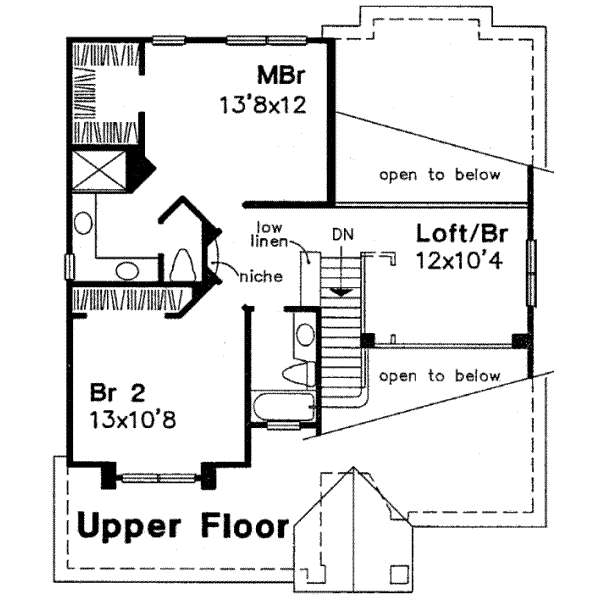 MBr
13'8x12
open to below
low
linen
DN
Loft/Br
12x10'4
niche
open to below
Br 2
13x10'8
Upper Floor